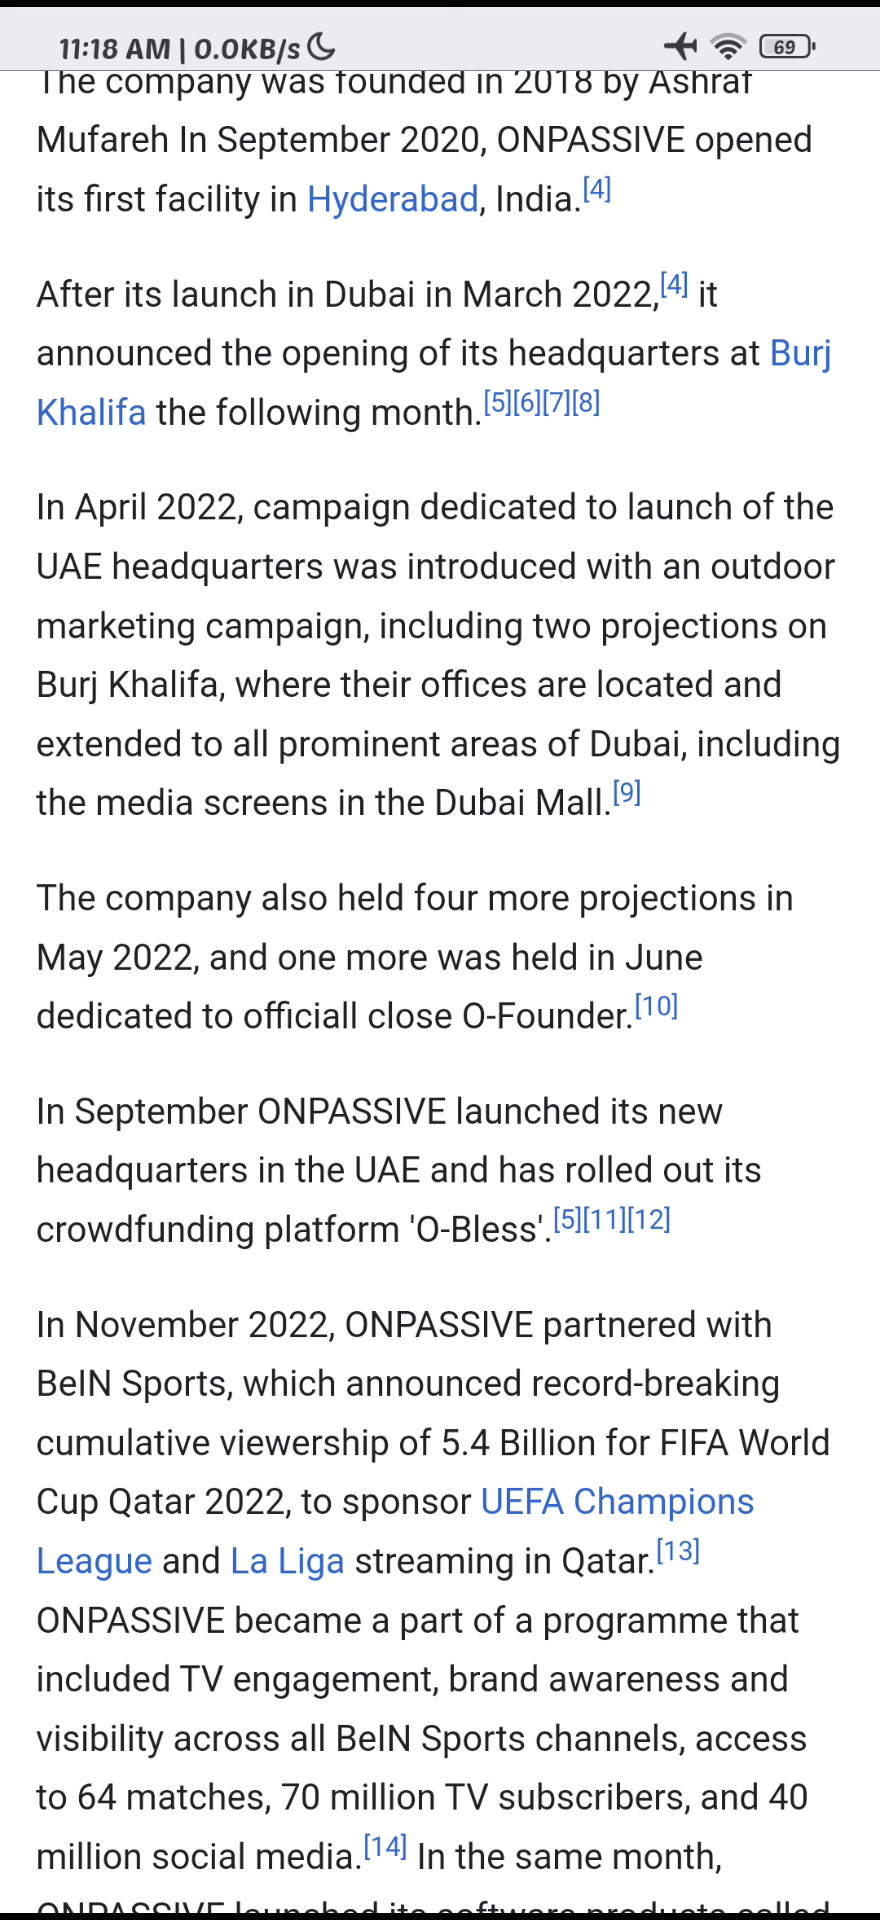 11:18 AM | 0.0KB/s
69
The company was founded in 2018 by Ashraf
Mufareh In September 2020, ONPASSIVE opened
its first facility in Hyderabad, India.[4]
After its launch in Dubai in March 2022,[4] it
announced the opening of its headquarters at Burj
Khalifa the following month.[5][6][7][8]
In April 2022, campaign dedicated to launch of the
UAE headquarters was introduced with an outdoor
marketing campaign, including two projections on
Burj Khalifa, where their offices are located and
extended to all prominent areas of Dubai, including
the media screens in the Dubai Mall.[9]
The company also held four more projections in
May 2022, and one more was held in June
dedicated to officiall close O-Founder.[10]
In September ONPASSIVE launched its new
headquarters in the UAE and has rolled out its
crowdfunding platform 'O-Bless'.[5][11][12]
In November 2022, ONPASSIVE partnered with
BeIN Sports, which announced record-breaking
cumulative viewership of 5.4 Billion for FIFA World
Cup Qatar 2022, to sponsor UEFA Champions
League and La Liga streaming in Qatar.[13]
ONPASSIVE became a part of a programme that
included TV engagement, brand awareness and
visibility across all BeIN Sports channels, access
to 64 matches, 70 million TV subscribers, and 40
million social media.[14] In the same month,
ONPASSIVE launched its software products called